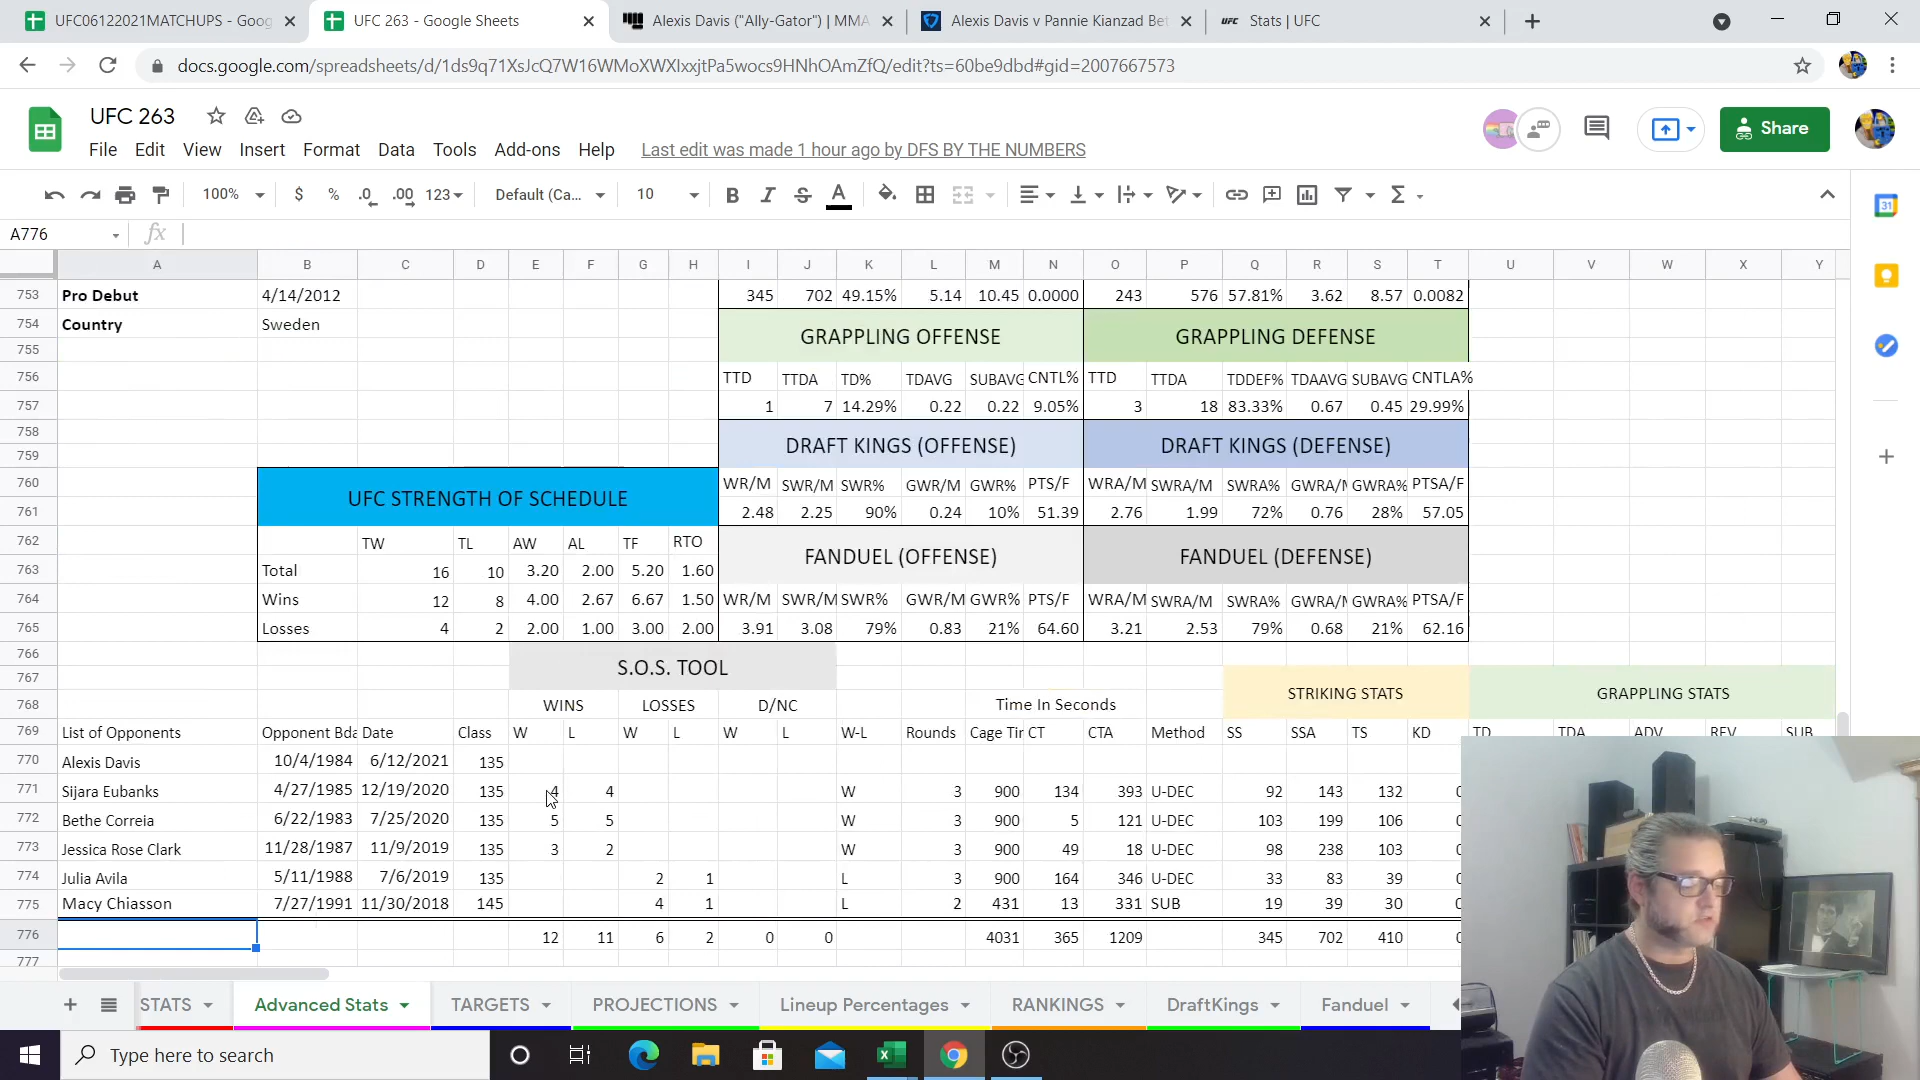 UFC06122021MATCHUPS - Goog
UFC 263 - Google Sheets
Alexis Davis ("Ally-Gator") | MMA
Alexis Davis v Pannie Kianzad Bet
Stats | UFC
docs.google.com/spreadsheets/d/1ds9q71XsJcQ7W16WMoXWXIxxjtPa5wocs9HNhOAmZfQ/edit?ts=60be9dbd#gid=2007667573
UFC 263
File Edit View Insert Format Data Tools Add-ons Help Last edit was made 1 hour ago by DFS BY THE NUMBERS
Share
100% $ % .0 .00 123 Default (Ca... 10
A776 fx
A B C D E F G H I J K L M N O P Q R S T U V W X Y
753 Pro Debut 4/14/2012 345 702 49.15% 5.14 10.45 0.0000 243 576 57.81% 3.62 8.57 0.0082
754 Country Sweden GRAPPLING OFFENSE GRAPPLING DEFENSE
755
756 TTD TTDA TD% TDAVG SUBAVG CNTL% TTD TTDA TDDEF% TDAAVG SUBAVG CNTLA%
757 1 7 14.29% 0.22 0.22 9.05% 3 18 83.33% 0.67 0.45 29.99%
758 DRAFT KINGS (OFFENSE) DRAFT KINGS (DEFENSE)
759
760 UFC STRENGTH OF SCHEDULE WR/M SWR/M SWR% GWR/M GWR% PTS/F WRA/M SWRA/M SWRA% GWRA/M GWRA% PTSA/F
761 2.48 2.25 90% 0.24 10% 51.39 2.76 1.99 72% 0.76 28% 57.05
762 TW TL AW AL TF RTO FANDUEL (OFFENSE) FANDUEL (DEFENSE)
763 Total 16 10 3.20 2.00 5.20 1.60
764 Wins 12 8 4.00 2.67 6.67 1.50 WR/M SWR/M SWR% GWR/M GWR% PTS/F WRA/M SWRA/M SWRA% GWRA/M GWRA% PTSA/F
765 Losses 4 2 2.00 1.00 3.00 2.00 3.91 3.08 79% 0.83 21% 64.60 3.21 2.53 79% 0.68 21% 62.16
766 S.O.S. TOOL
767 STRIKING STATS GRAPPLING STATS
768 WINS LOSSES D/NC Time In Seconds
769 List of Opponents Opponent Bda Date Class W L W L W L W-L Rounds Cage Tir CT CTA Method SS SSA TS KD TD TDA ADV REV SUB
770 Alexis Davis 10/4/1984 6/12/2021 135
771 Sijara Eubanks 4/27/1985 12/19/2020 135 4 4 W 3 900 134 393 U-DEC 92 143 132 0
772 Bethe Correia 6/22/1983 7/25/2020 135 5 5 W 3 900 5 121 U-DEC 103 199 106 0
773 Jessica Rose Clark 11/28/1987 11/9/2019 135 3 2 W 3 900 49 18 U-DEC 98 238 103 0
774 Julia Avila 5/11/1988 7/6/2019 135 2 1 L 3 900 164 346 U-DEC 33 83 39 0
775 Macy Chiasson 7/27/1991 11/30/2018 145 4 1 L 2 431 13 331 SUB 19 39 30 0
776 12 11 6 2 0 0 4031 365 1209 345 702 410 0
777
STATS Advanced Stats TARGETS PROJECTIONS Lineup Percentages RANKINGS DraftKings Fanduel
Type here to search